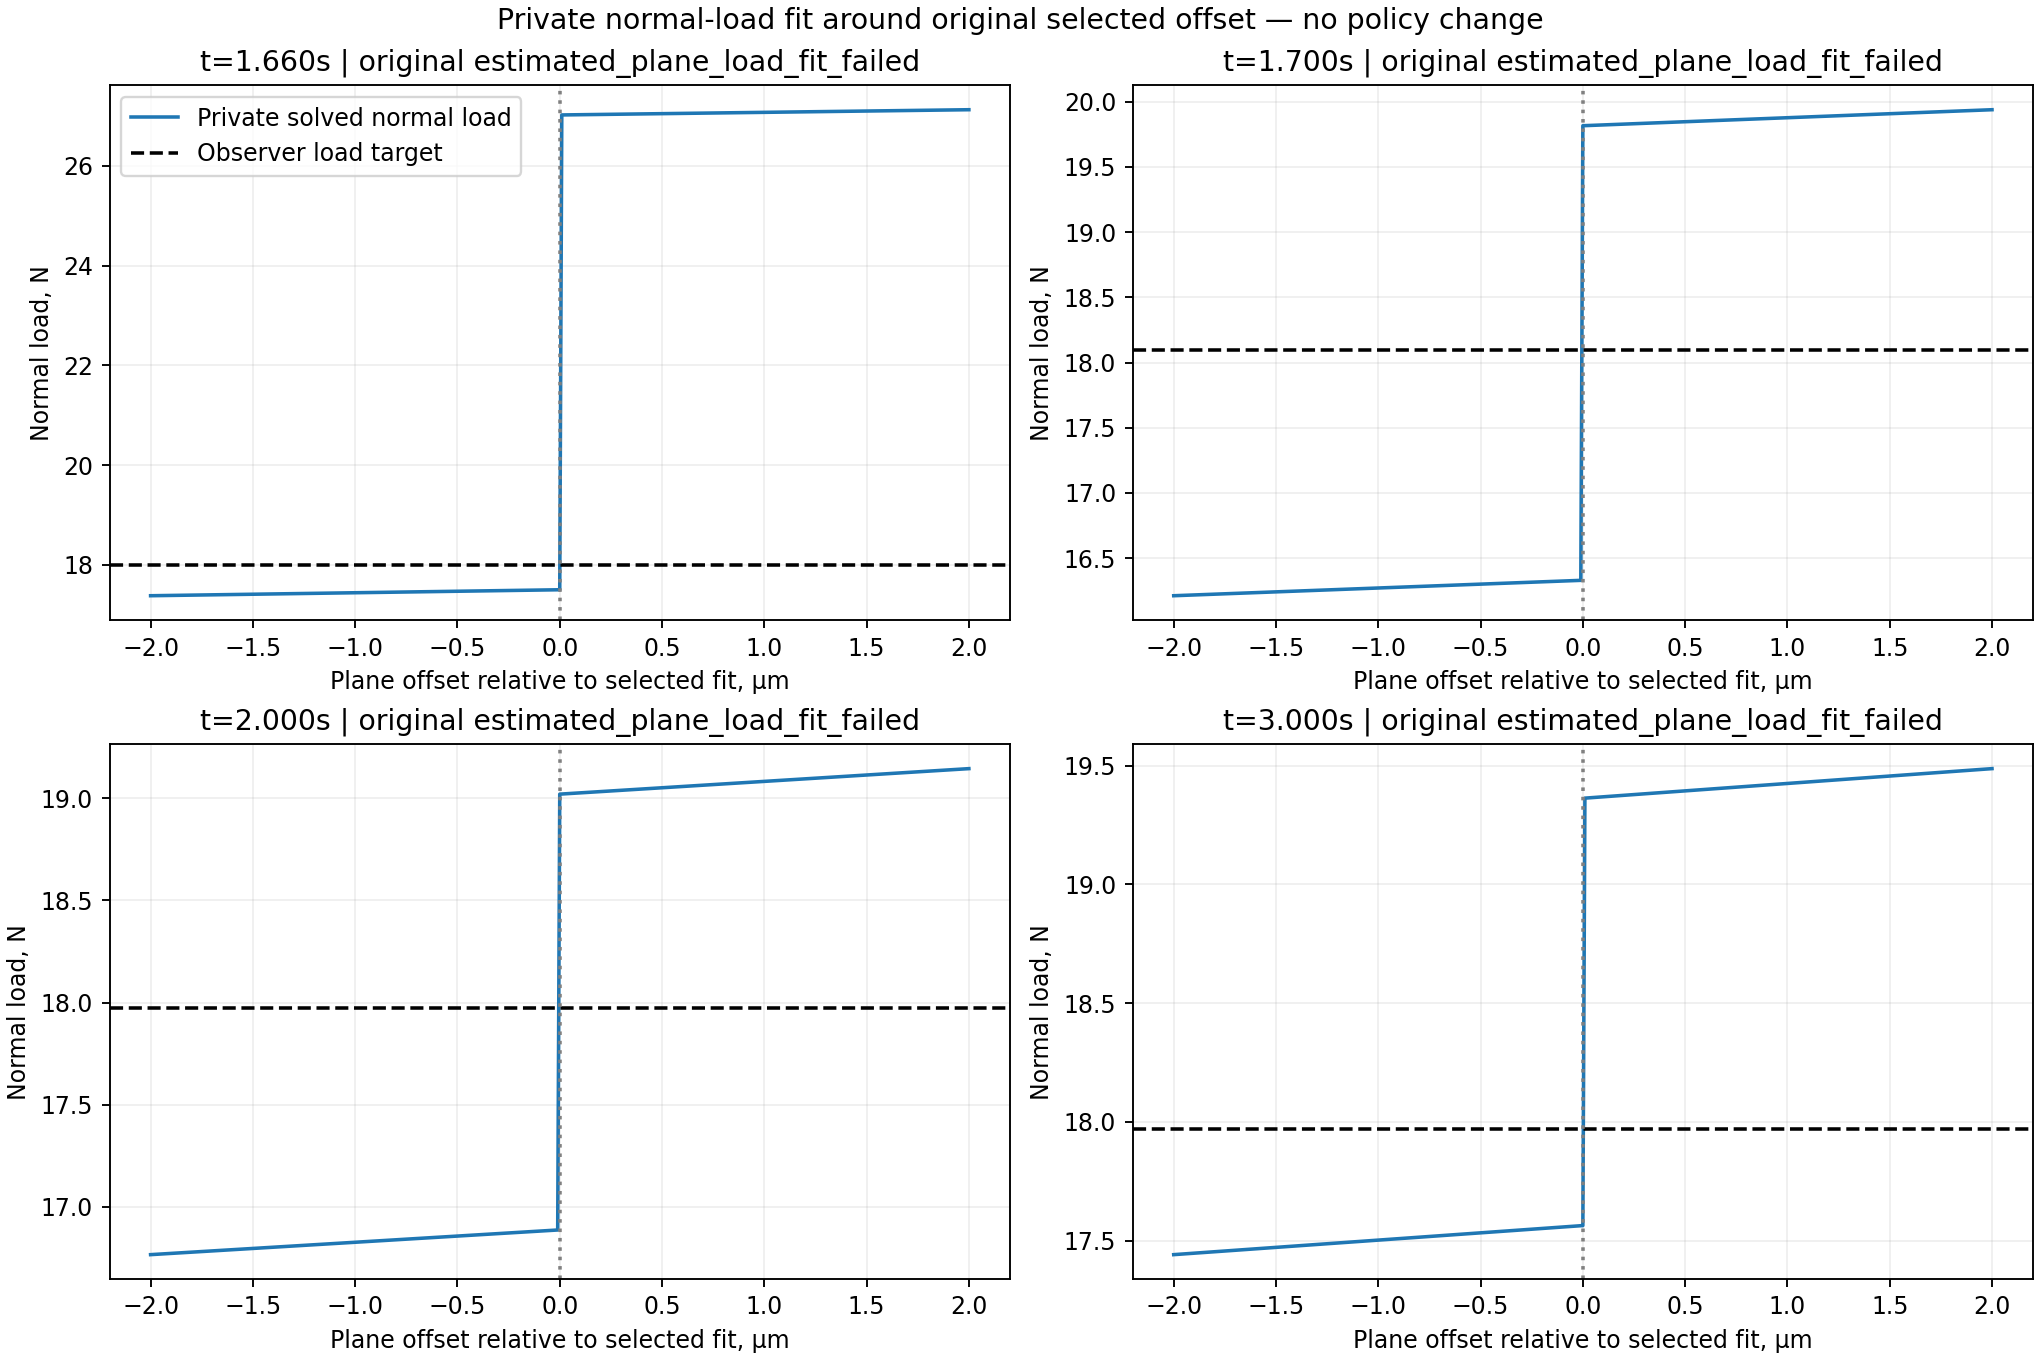 Private normal-load fit around original selected offset — no policy change
t=1.660s | original estimated_plane_load_fit_failed
Private solved normal load
Observer load target
Normal load, N
26
24
22
20
18
−2.0 −1.5 −1.0 −0.5 0.0 0.5 1.0 1.5 2.0
Plane offset relative to selected fit, µm
t=1.700s | original estimated_plane_load_fit_failed
Normal load, N
20.0
19.5
19.0
18.5
18.0
17.5
17.0
16.5
−2.0 −1.5 −1.0 −0.5 0.0 0.5 1.0 1.5 2.0
Plane offset relative to selected fit, µm
t=2.000s | original estimated_plane_load_fit_failed
Normal load, N
19.0
18.5
18.0
17.5
17.0
−2.0 −1.5 −1.0 −0.5 0.0 0.5 1.0 1.5 2.0
Plane offset relative to selected fit, µm
t=3.000s | original estimated_plane_load_fit_failed
Normal load, N
19.5
19.0
18.5
18.0
17.5
−2.0 −1.5 −1.0 −0.5 0.0 0.5 1.0 1.5 2.0
Plane offset relative to selected fit, µm